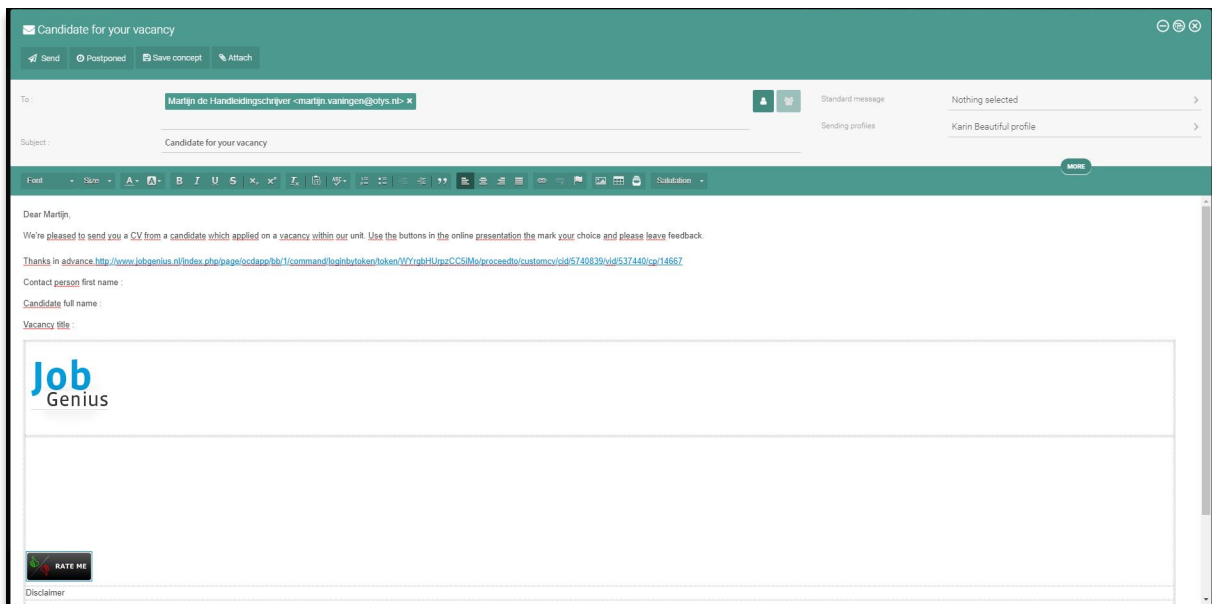 Candidate for your vacancy
Send Postponed Save concept Attach
To : Martijn de Handleidingschrijver <martijn.vaningen@otys.nl> × Standard message Nothing selected
Sending profiles Karin Beautiful profile
Subject : Candidate for your vacancy
MORE
Font Size A A B I U S Salutation
Dear Martijn,
We're pleased to send you a CV from a candidate which applied on a vacancy within our unit. Use the buttons in the online presentation the mark your choice and please leave feedback.
Thanks in advance.http://www.jobgenius.nl/index.php/page/ocdapp/bb/1/command/loginbytoken/token/WYrgbHUrpzCC5iMo/proceedto/customcv/cid/5740839/vid/537440/cp/14667
Contact person first name :
Candidate full name :
Vacancy title :
Job
Genius
RATE ME
Disclaimer